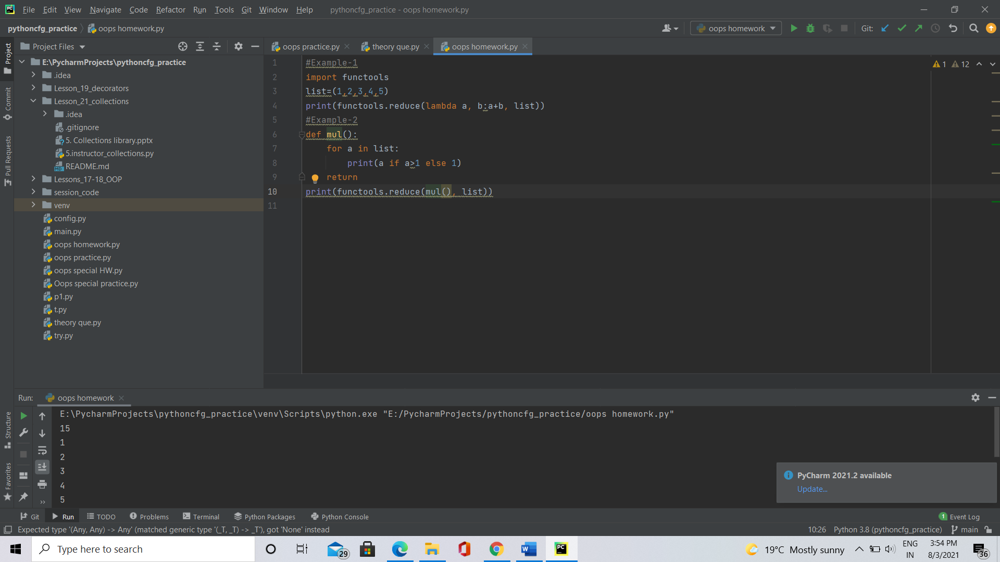 PC File Edit View Navigate Code Refactor Run Tools Git Window Help pythoncfg_practice - oops homework.py
pythoncfg_practice oops homework.py oops homework Git:
Project Files
oops practice.py theory que.py oops homework.py
Project
Commit
Pull Requests
Structure
Favorites
E:\PycharmProjects\pythoncfg_practice
.idea
Lesson_19_decorators
Lesson_21_collections
.idea
.gitignore
5. Collections library.pptx
5.instructor_collections.py
README.md
Lessons_17-18_OOP
session_code
venv
config.py
main.py
oops homework.py
oops practice.py
oops special HW.py
Oops special practice.py
p1.py
t.py
theory que.py
try.py
1 #Example-1
2 import functools
3 list=(1,2,3,4,5)
4 print(functools.reduce(lambda a, b:a+b, list))
5 #Example-2
6 def mul():
7 for a in list:
8 print(a if a>1 else 1)
9 return
10 print(functools.reduce(mul(), list))
11
1 12
Run: oops homework
E:\PycharmProjects\pythoncfg_practice\venv\Scripts\python.exe "E:/PycharmProjects/pythoncfg_practice/oops homework.py"
15
1
2
3
4
5
PyCharm 2021.2 available
Update...
Git Run TODO Problems Terminal Python Packages Python Console 1 Event Log
Expected type '(Any, Any) -> Any' (matched generic type '(_T, _T) -> _T'), got 'None' instead 10:26 Python 3.8 (pythoncfg_practice) main
Type here to search 29 W PC 19°C Mostly sunny
ENG
IN
3:54 PM
8/3/2021
36